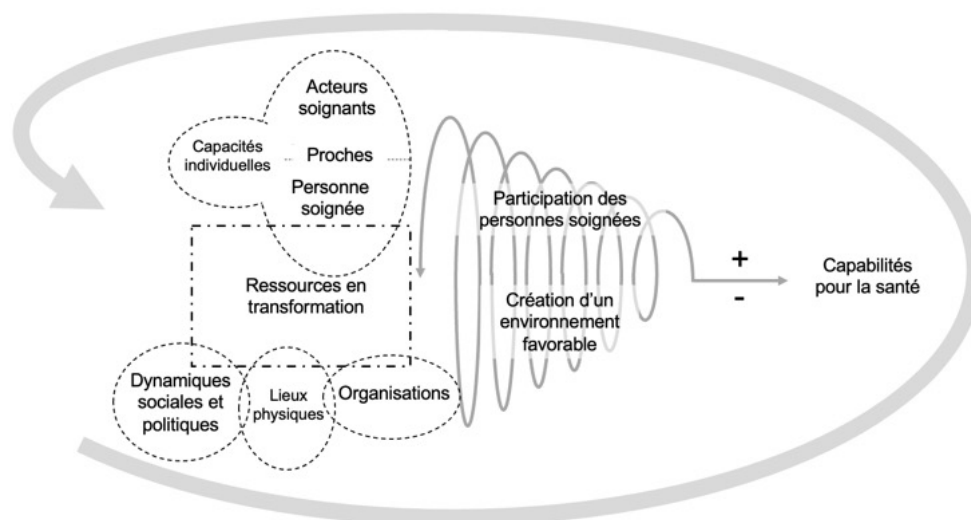 Acteurs
soignants
Capacités
individuelles
Proches
Personne
soignée
Ressources en
transformation
Dynamiques
sociales et
politiques
Lieux
physiques
Organisations
Participation des
personnes soignées
Création d'un
environnement
favorable
+
-
Capabilités
pour la santé